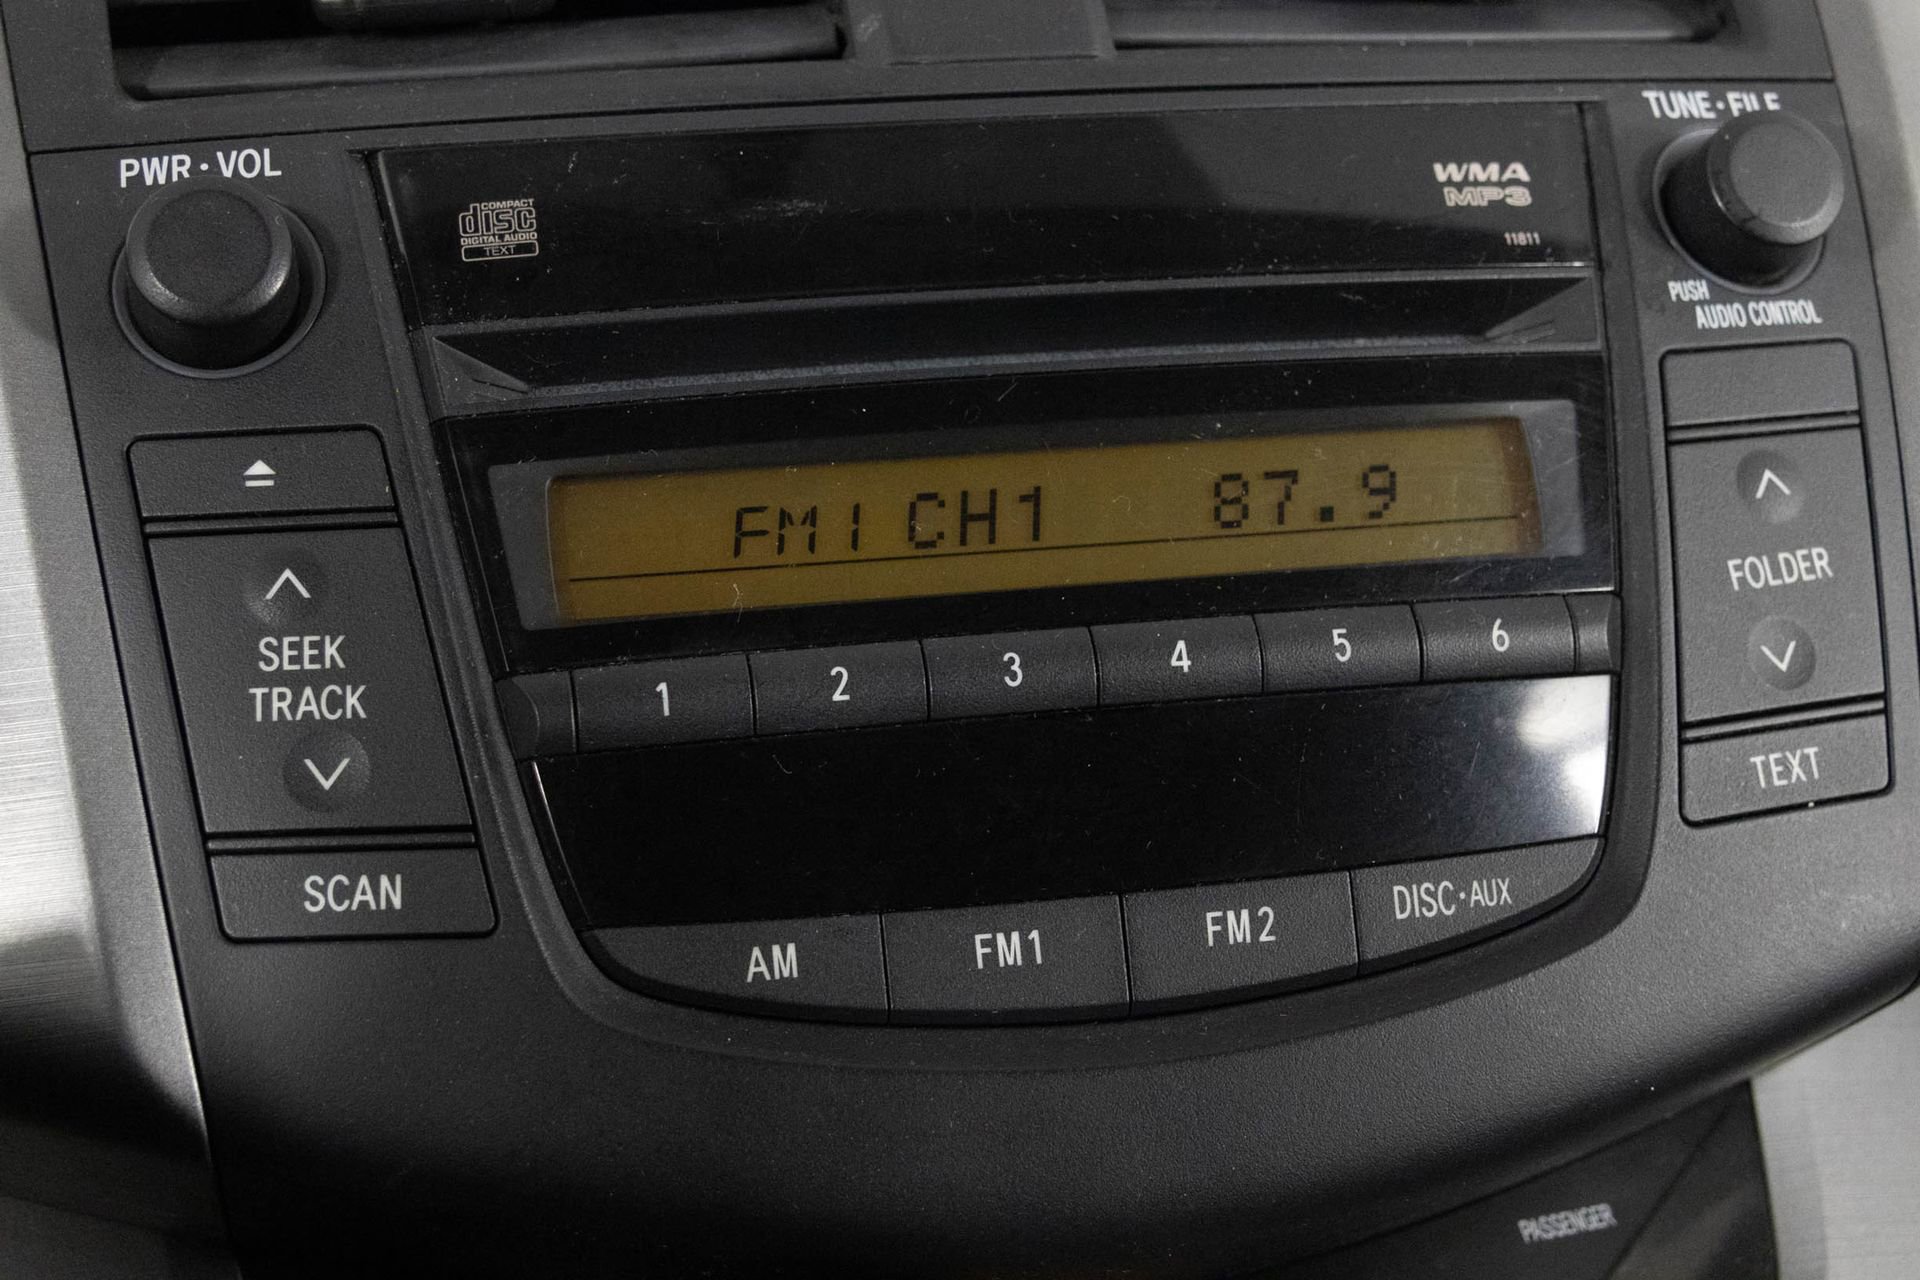 PWR·VOL
COMPACT
disc
DIGITAL AUDIO
TEXT
WMA
MP3
11811
TUNE·FILE
PUSH
AUDIO CONTROL
FM1 CH1 87.9
SEEK
TRACK
SCAN
1 2 3 4 5 6
FOLDER
TEXT
AM FM1 FM2 DISC·AUX
PASSENGER